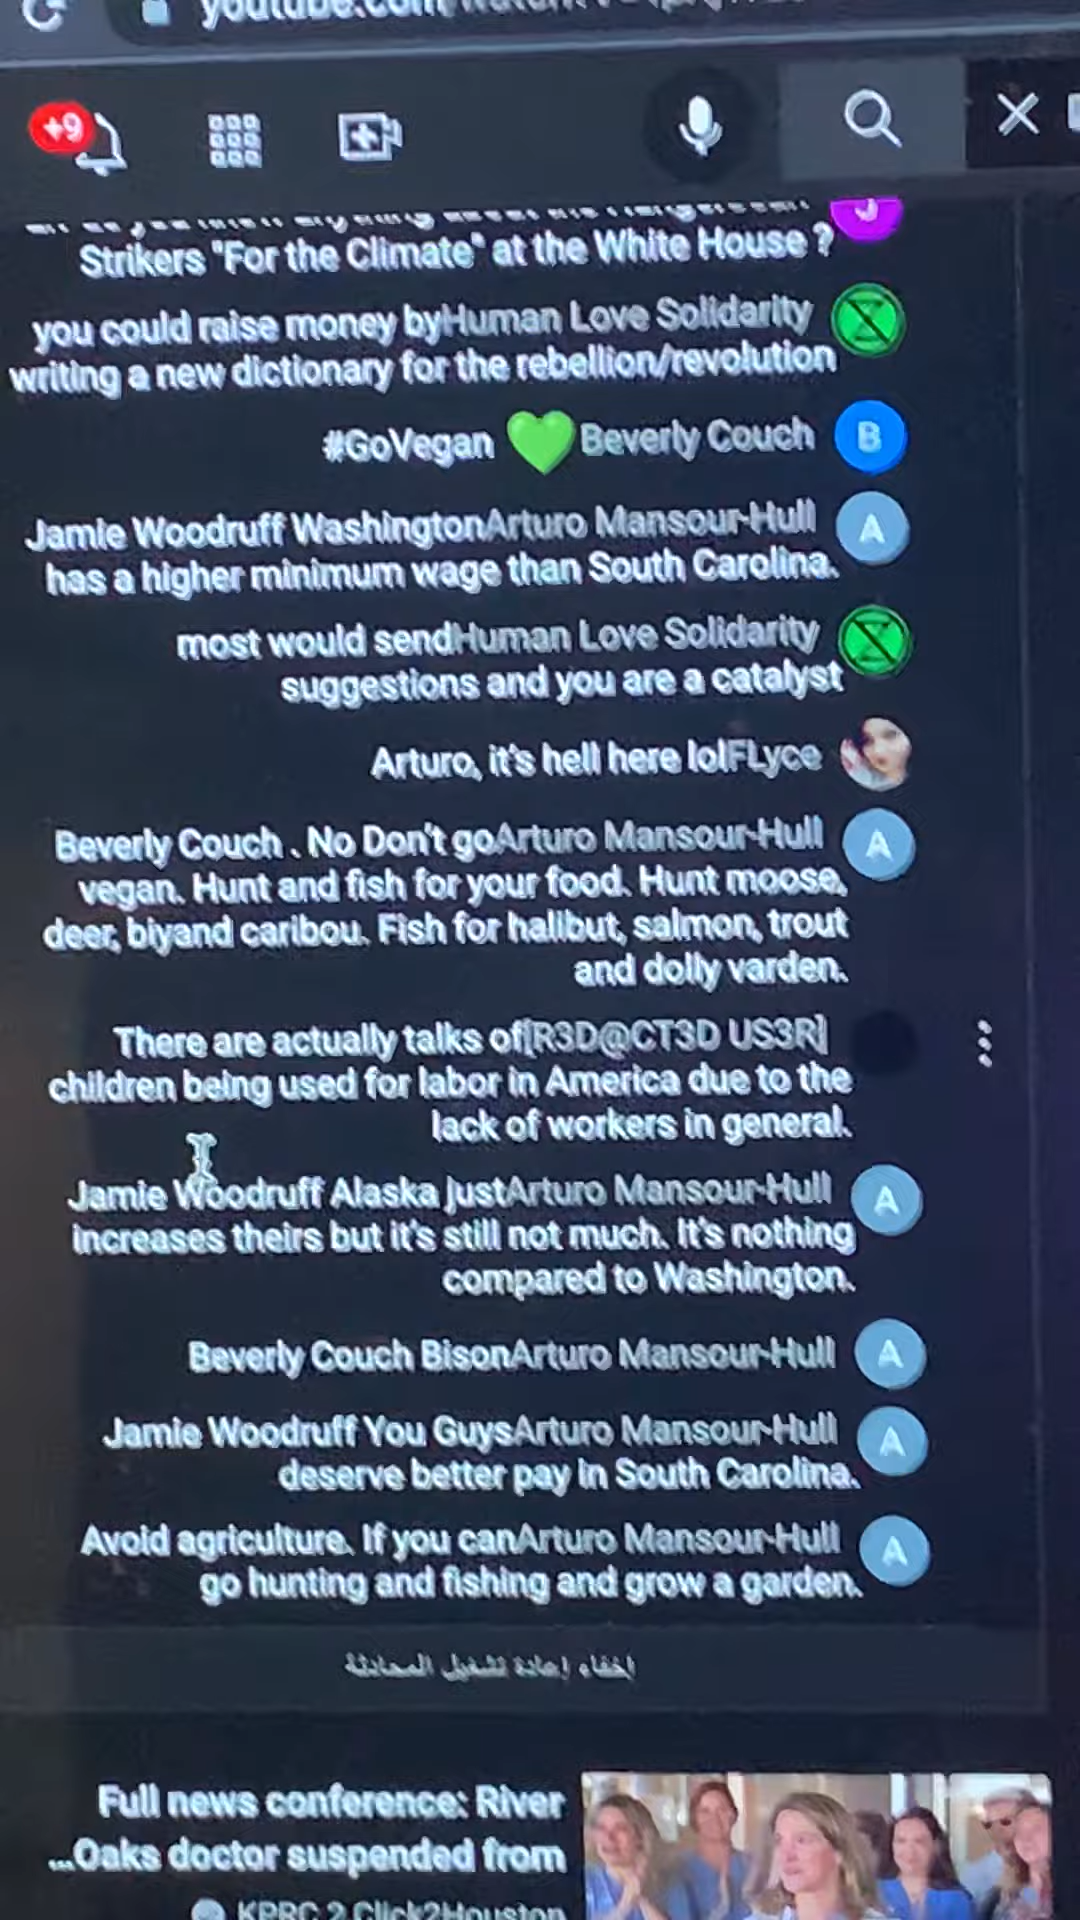 +9
Strikers "For the Climate" at the White House ?
J
you could raise money byHuman Love Solidarity
writing a new dictionary for the rebellion/revolution
#GoVegan 💚 Beverly Couch
B
Jamie Woodruff WashingtonArturo Mansour-Hull
A
has a higher minimum wage than South Carolina.
most would sendHuman Love Solidarity
suggestions and you are a catalyst
Arturo, it's hell here lolFLyce
Beverly Couch . No Don't goArturo Mansour-Hull
A
vegan. Hunt and fish for your food. Hunt moose,
deer, biyand caribou. Fish for halibut, salmon, trout
and dolly varden.
There are actually talks of[R3D@CT3D US3R]
children being used for labor in America due to the
lack of workers in general.
Jamie Woodruff Alaska justArturo Mansour-Hull
A
increases theirs but it's still not much. It's nothing
compared to Washington.
Beverly Couch BisonArturo Mansour-Hull
A
Jamie Woodruff You GuysArturo Mansour-Hull
A
deserve better pay in South Carolina.
Avoid agriculture. If you canArturo Mansour-Hull
A
go hunting and fishing and grow a garden.
إخفاء إعادة تشغيل المحادثة
Full news conference: River
...Oaks doctor suspended from
KPRC 2 Click2Houston